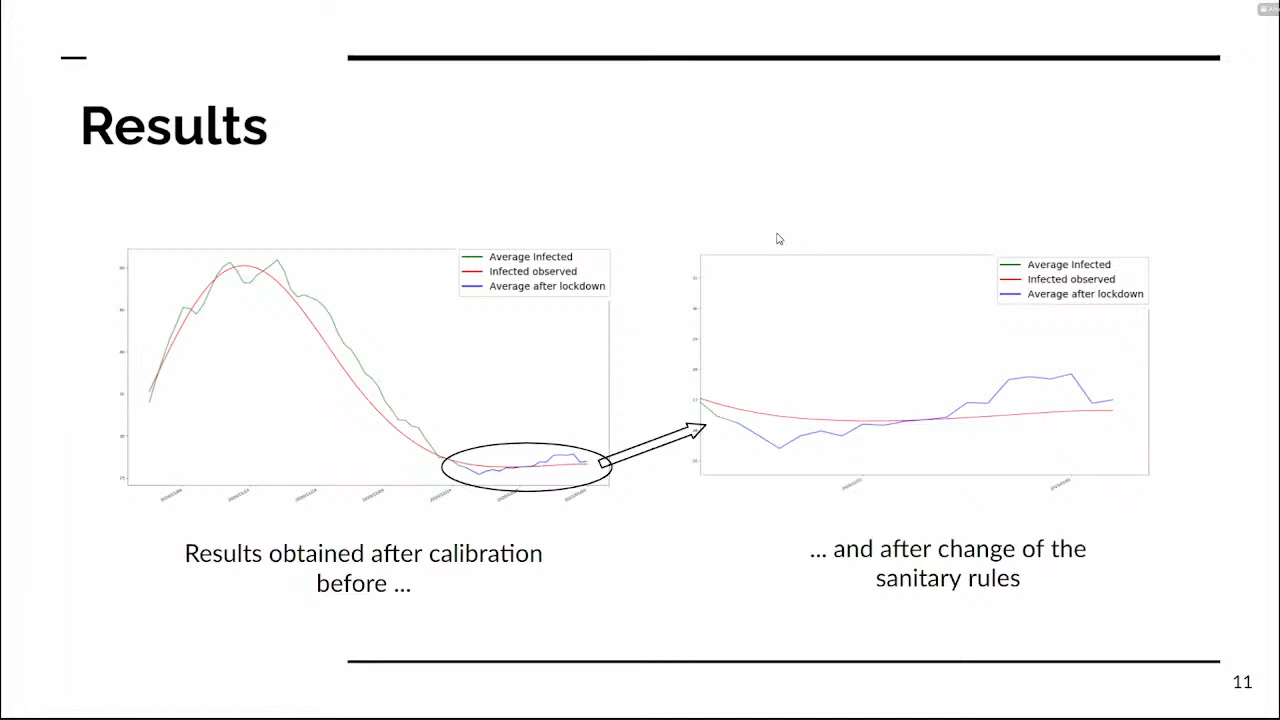 Results
Average Infected
Infected observed
Average after lockdown
Average Infected
Infected observed
Average after lockdown
Results obtained after calibration
before ...
... and after change of the
sanitary rules
11